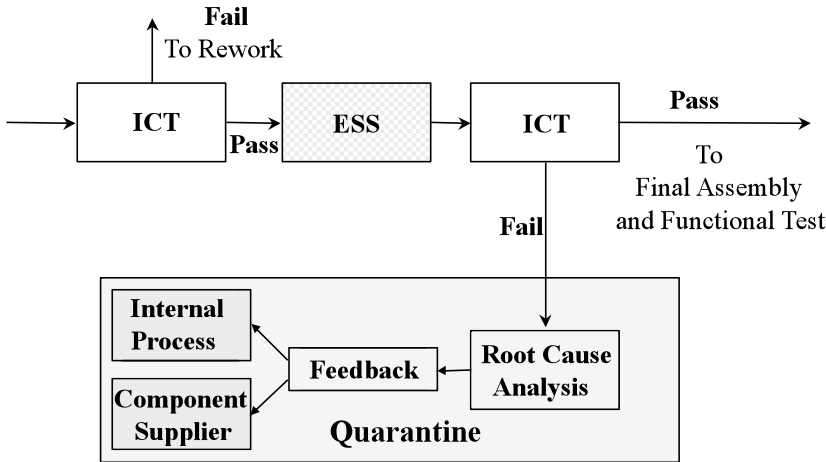 Fail
To Rework
ICT
Pass
ESS
ICT
Pass
To
Final Assembly
and Functional Test
Fail
Internal
Process
Component
Supplier
Feedback
Root Cause
Analysis
Quarantine